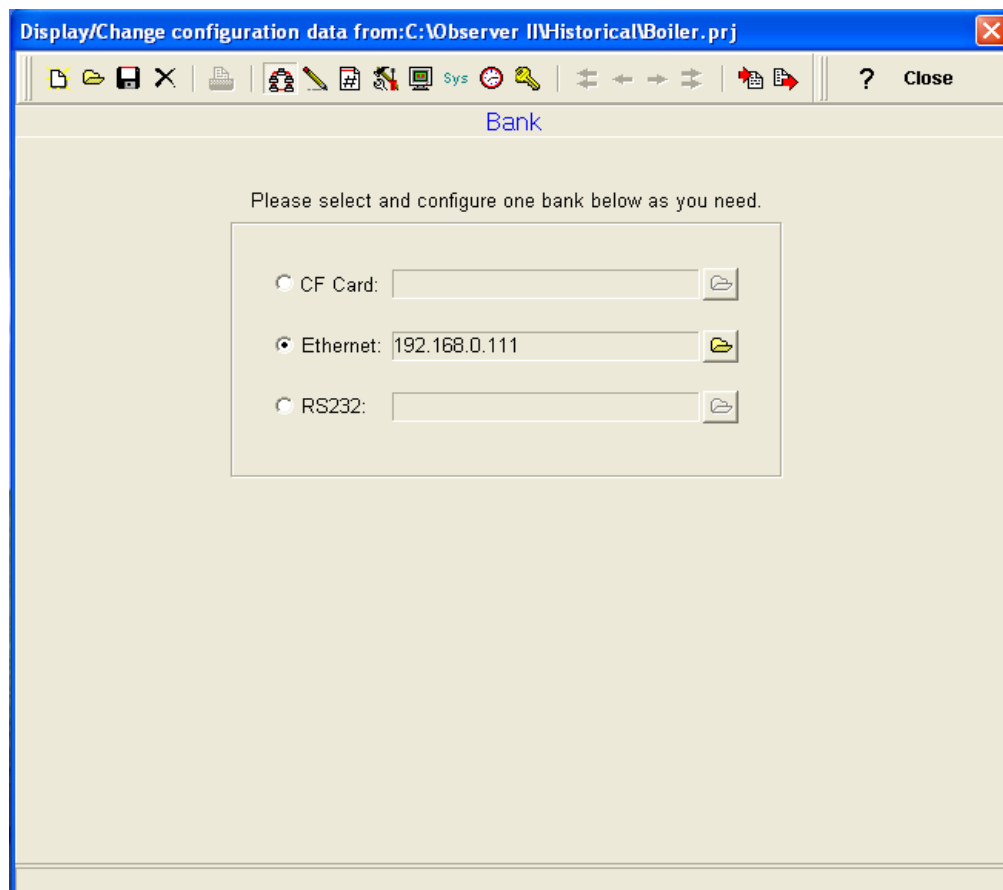 Display/Change configuration data from:C:\Observer II\Historical\Boiler.prj
Sys ? Close
Bank
Please select and configure one bank below as you need.
CF Card:
Ethernet: 192.168.0.111
RS232: